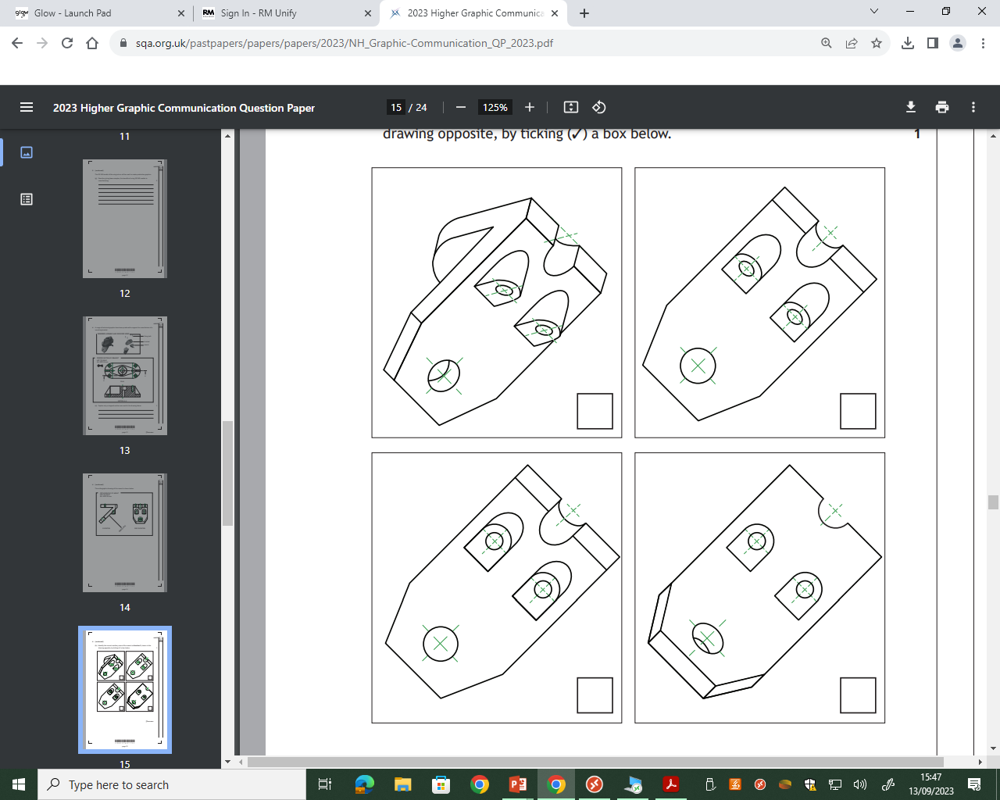 Glow - Launch Pad
Sign In - RM Unify
2023 Higher Graphic Communica
sqa.org.uk/pastpapers/papers/papers/2023/NH_Graphic-Communication_QP_2023.pdf
2023 Higher Graphic Communication Question Paper
15 / 24
125%
drawing opposite, by ticking (✓) a box below.
1
11
12
13
14
15
Type here to search
15:47
13/09/2023